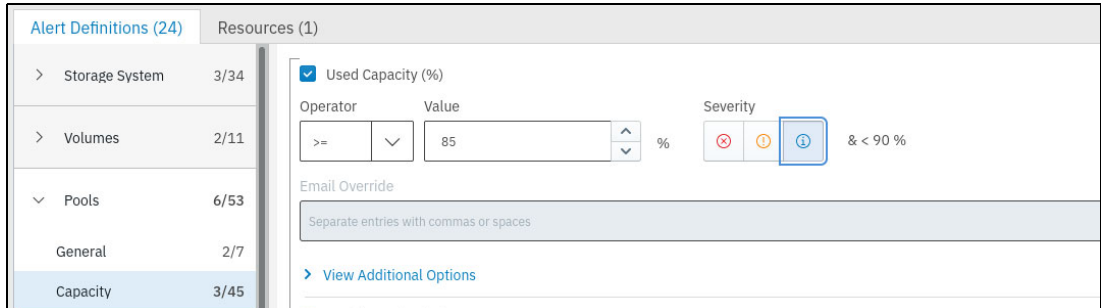 Alert Definitions (24) Resources (1)
Storage System 3/34
Volumes 2/11
Pools 6/53
General 2/7
Capacity 3/45
Used Capacity (%)
Operator Value Severity
>= 85 % & < 90 %
Email Override
Separate entries with commas or spaces
View Additional Options